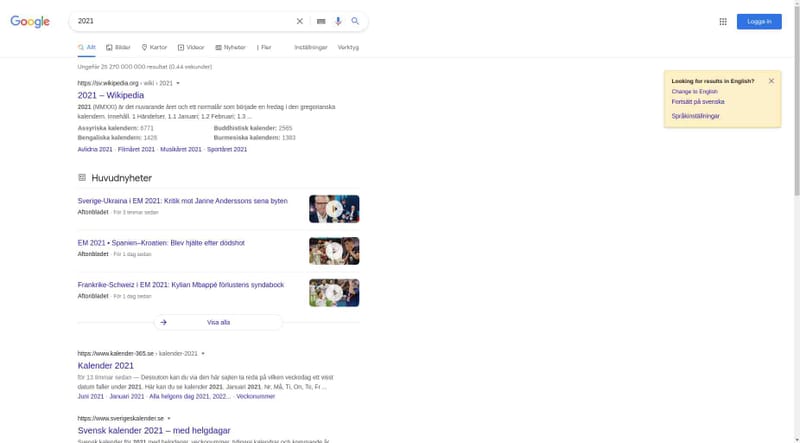 Google
2021
Logga in
Allt
Bilder
Kartor
Videor
Nyheter
Fler
Inställningar
Verktyg
Ungefär 25 270 000 000 resultat (0,44 sekunder)
https://sv.wikipedia.org › wiki › 2021
2021 – Wikipedia
2021 (MMXXI) är det nuvarande året och ett normalår som började en fredag i den gregorianska
kalendern. Innehåll. 1 Händelser. 1.1 Januari; 1.2 Februari; 1.3 ...
Assyriska kalendern: 6771
Buddhistisk kalender: 2565
Bengaliska kalendern: 1428
Burmesiska kalendern: 1383
Avlidna 2021 · Filmåret 2021 · Musikåret 2021 · Sportåret 2021
Looking for results in English?
Change to English
Fortsätt på svenska
Språkinställningar
Huvudnyheter
Sverige-Ukraina i EM 2021: Kritik mot Janne Anderssons sena byten
Aftonbladet · För 3 timmar sedan
EM 2021 • Spanien–Kroatien: Blev hjälte efter dödshot
Aftonbladet · För 1 dag sedan
Frankrike-Schweiz i EM 2021: Kylian Mbappé förlustens syndabock
Aftonbladet · För 1 dag sedan
Visa alla
https://www.kalender-365.se › kalender-2021
Kalender 2021
för 13 timmar sedan — Dessutom kan du via den här sajten ta reda på vilken veckodag ett visst
datum faller under 2021. Här kan du se kalender 2021. Januari 2021. Nr, Må, Ti, On, To, Fr ...
Juni 2021 · Januari 2021 · Alla helgons dag 2021, 2022... · Veckonummer
https://www.sverigeskalender.se
Svensk kalender 2021 – med helgdagar
Svensk kalender för 2021 med helgdagar, veckonummer, tidigare kalendrar och kommande år.